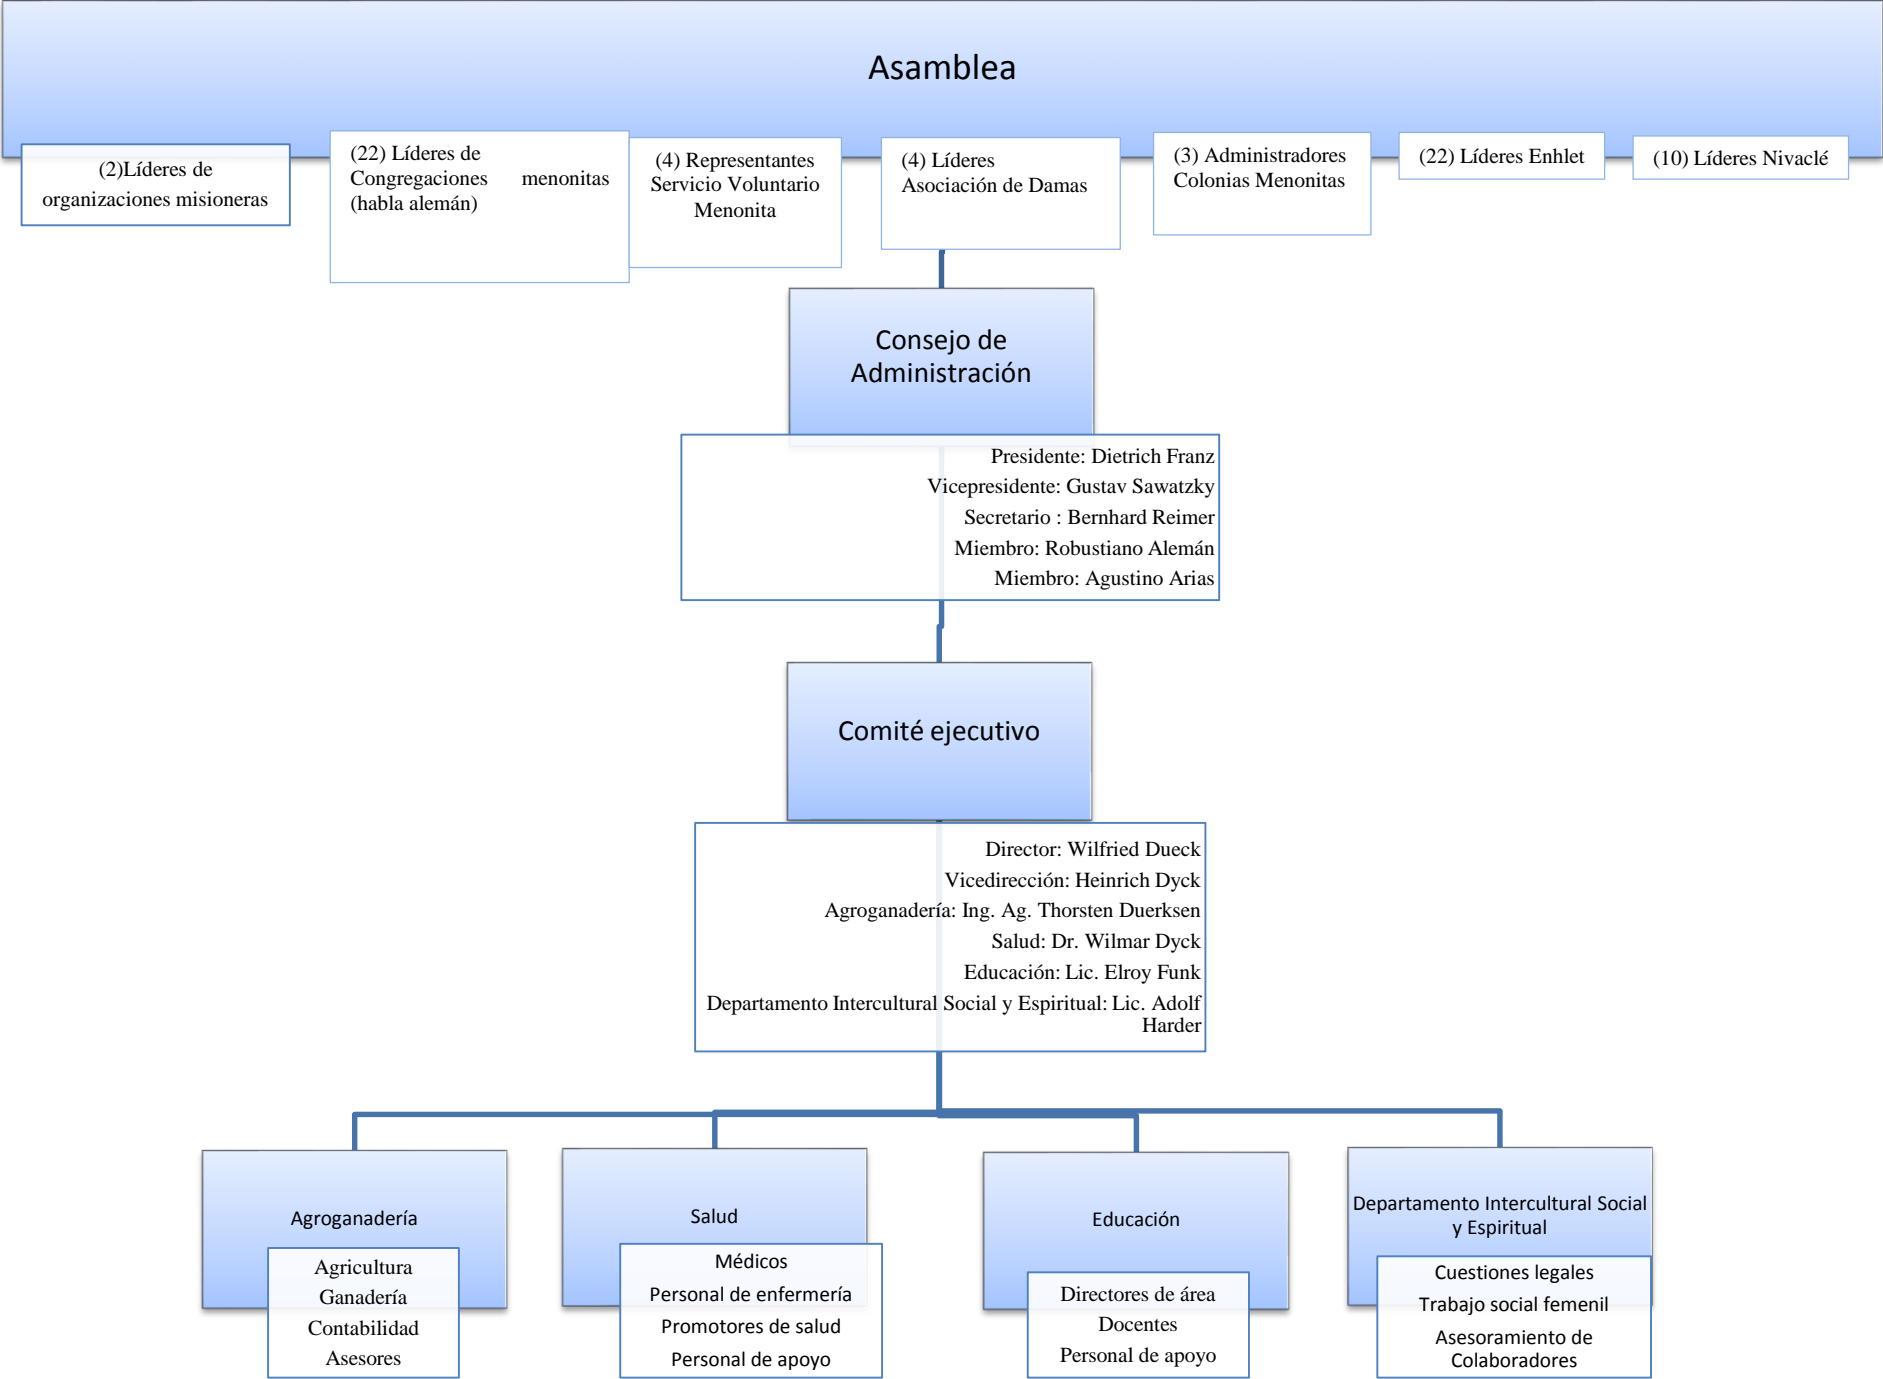 Asamblea
(2)Líderes de
organizaciones misioneras
(22) Líderes de
Congregaciones menonitas
(habla alemán)
(4) Representantes
Servicio Voluntario
Menonita
(4) Líderes
Asociación de Damas
(3) Administradores
Colonias Menonitas
(22) Líderes Enhlet
(10) Líderes Nivaclé
Consejo de
Administración
Presidente: Dietrich Franz
Vicepresidente: Gustav Sawatzky
Secretario : Bernhard Reimer
Miembro: Robustiano Alemán
Miembro: Agustino Arias
Comité ejecutivo
Director: Wilfried Dueck
Vicedirección: Heinrich Dyck
Agroganadería: Ing. Ag. Thorsten Duerksen
Salud: Dr. Wilmar Dyck
Educación: Lic. Elroy Funk
Departamento Intercultural Social y Espiritual: Lic. Adolf
Harder
Agroganadería
Agricultura
Ganadería
Contabilidad
Asesores
Salud
Médicos
Personal de enfermería
Promotores de salud
Personal de apoyo
Educación
Directores de área
Docentes
Personal de apoyo
Departamento Intercultural Social
y Espiritual
Cuestiones legales
Trabajo social femenil
Asesoramiento de
Colaboradores